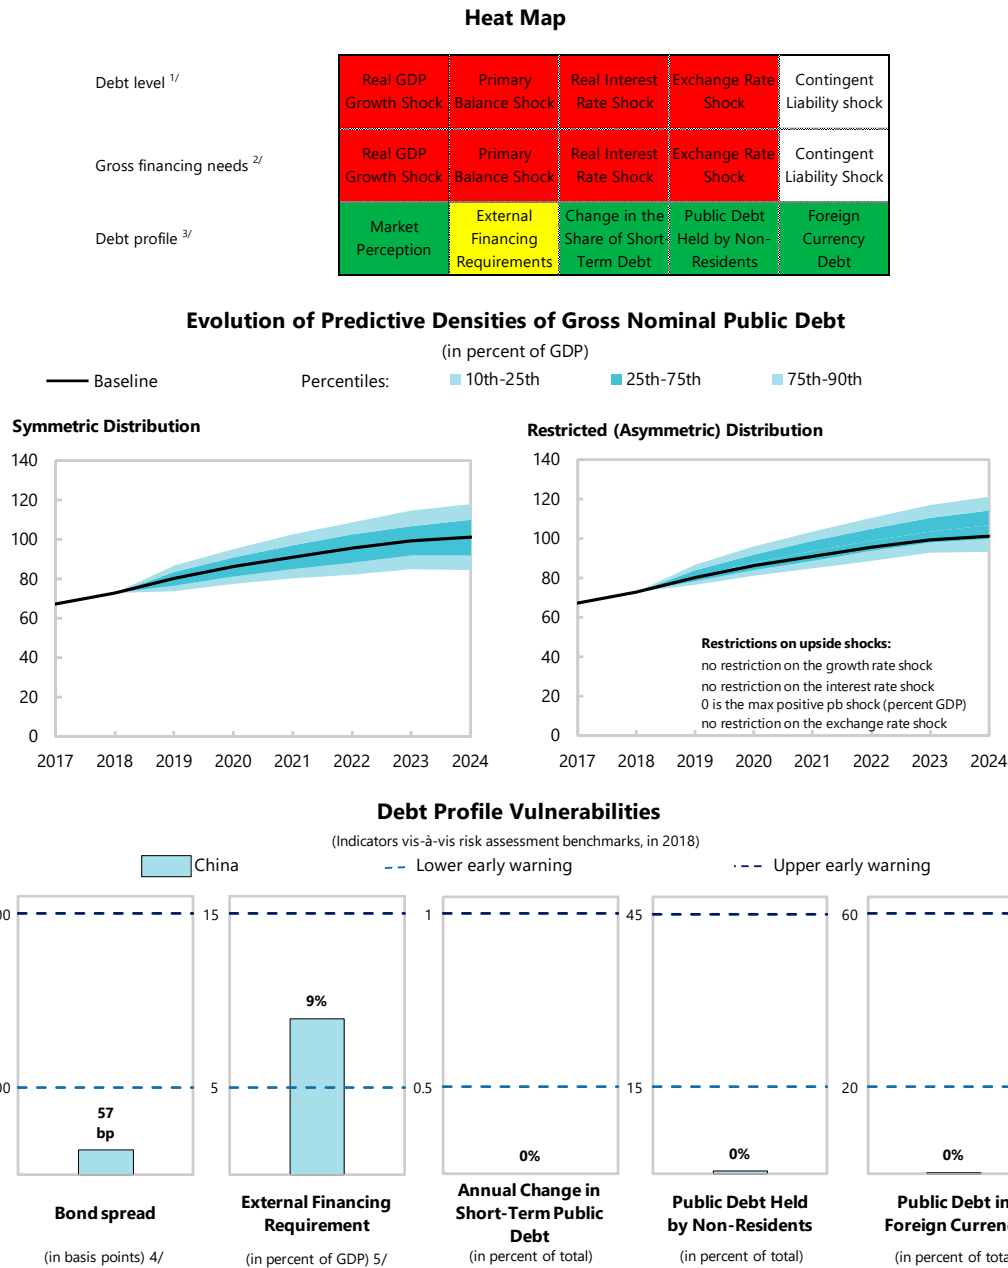 Heat Map
Debt level 1/
Real GDP Growth Shock
Primary Balance Shock
Real Interest Rate Shock
Exchange Rate Shock
Contingent Liability shock
Gross financing needs 2/
Real GDP Growth Shock
Primary Balance Shock
Real Interest Rate Shock
Exchange Rate Shock
Contingent Liability Shock
Debt profile 3/
Market Perception
External Financing Requirements
Change in the Share of Short-Term Debt
Public Debt Held by Non-Residents
Foreign Currency Debt
Evolution of Predictive Densities of Gross Nominal Public Debt
(in percent of GDP)
Baseline
Percentiles:
10th-25th
25th-75th
75th-90th
Symmetric Distribution
140
120
100
80
60
40
20
0
2017 2018 2019 2020 2021 2022 2023 2024
Restricted (Asymmetric) Distribution
140
120
100
80
60
40
20
0
Restrictions on upside shocks:
no restriction on the growth rate shock
no restriction on the interest rate shock
0 is the max positive pb shock (percent GDP)
no restriction on the exchange rate shock
2017 2018 2019 2020 2021 2022 2023 2024
Debt Profile Vulnerabilities
(Indicators vis-à-vis risk assessment benchmarks, in 2018)
China
Lower early warning
Upper early warning
57
bp
Bond spread
(in basis points) 4/
15
5
9%
External Financing
Requirement
(in percent of GDP) 5/
1
0.5
0%
Annual Change in
Short-Term Public
Debt
(in percent of total)
45
15
0%
Public Debt Held
by Non-Residents
(in percent of total)
60
20
0%
Public Debt in
Foreign
(in percent of